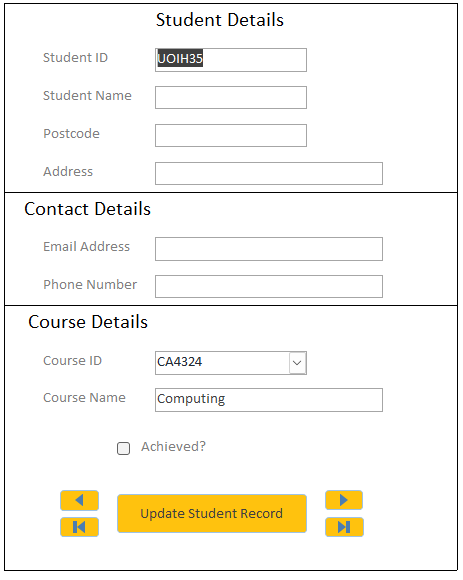 Student Details
Student ID UOIH35
Student Name
Postcode
Address
Contact Details
Email Address
Phone Number
Course Details
Course ID CA4324
Course Name Computing
Achieved?
Update Student Record